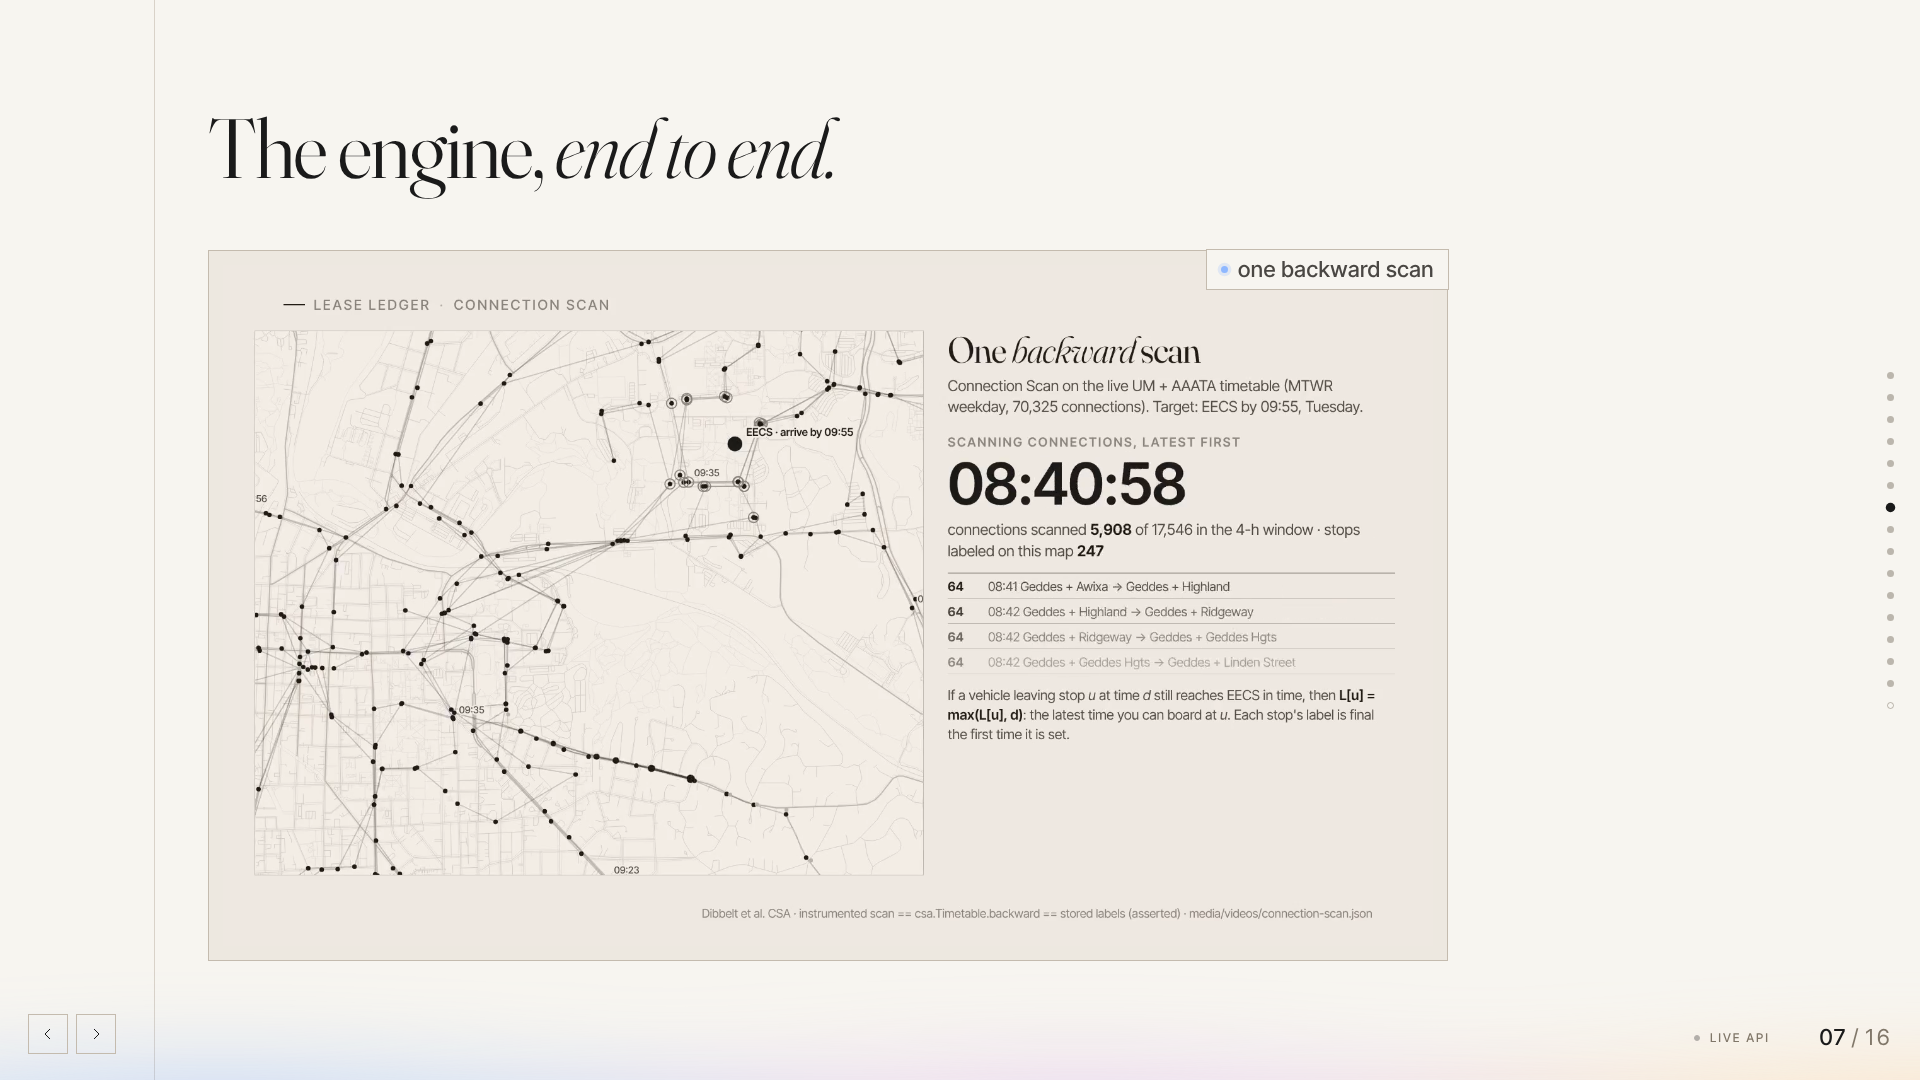 The engine, end to end.
one backward scan
LEASE LEDGER · CONNECTION SCAN
EECS · arrive by 09:55
09:35
56
09:35
09:23
One backward scan
Connection Scan on the live UM + AAATA timetable (MTWR
weekday, 70,325 connections). Target: EECS by 09:55, Tuesday.
SCANNING CONNECTIONS, LATEST FIRST
08:40:58
connections scanned 5,908 of 17,546 in the 4-h window · stops
labeled on this map 247
64 08:41 Geddes + Awixa → Geddes + Highland
64 08:42 Geddes + Highland → Geddes + Ridgeway
64 08:42 Geddes + Ridgeway → Geddes + Geddes Hgts
64 08:42 Geddes + Geddes Hgts → Geddes + Linden Street
If a vehicle leaving stop u at time d still reaches EECS in time, then L[u] =
max(L[u], d): the latest time you can board at u. Each stop's label is final
the first time it is set.
Dibbelt et al. CSA · instrumented scan == csa.Timetable.backward == stored labels (asserted) · media/videos/connection-scan.json
LIVE API
07 / 16